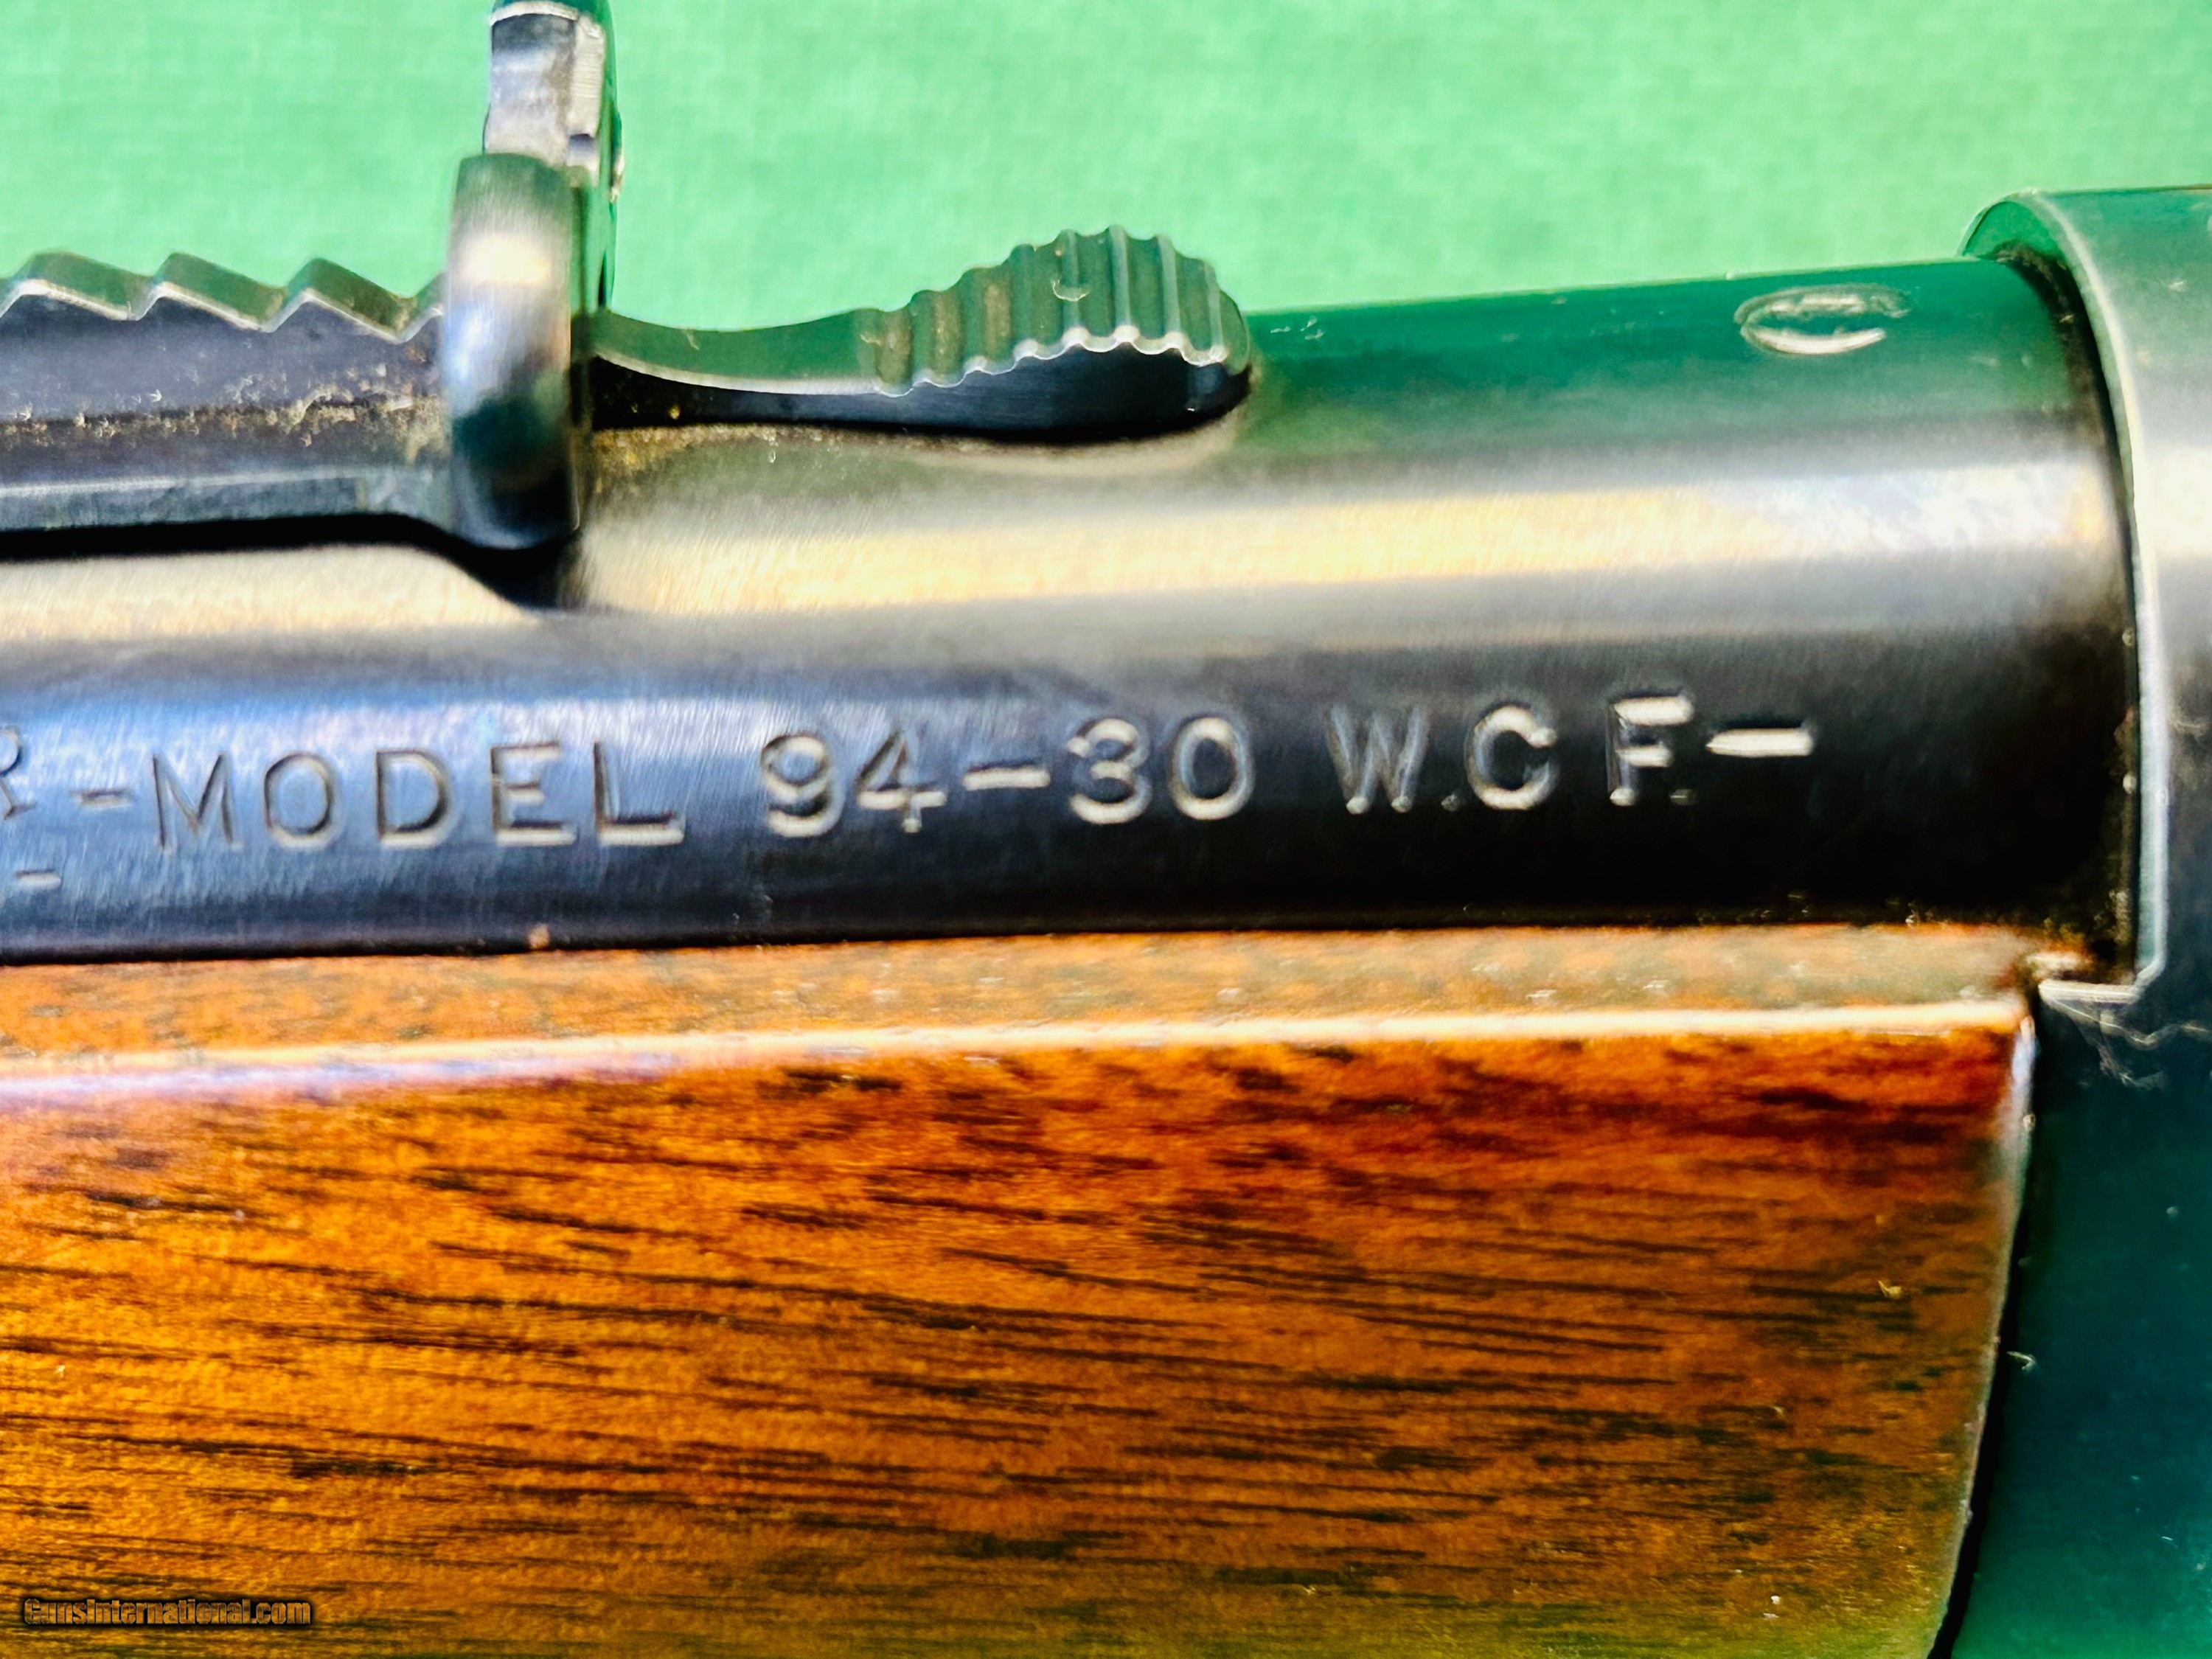 -MODEL 94-30 W.C.F.-
-
GunsInternational.com